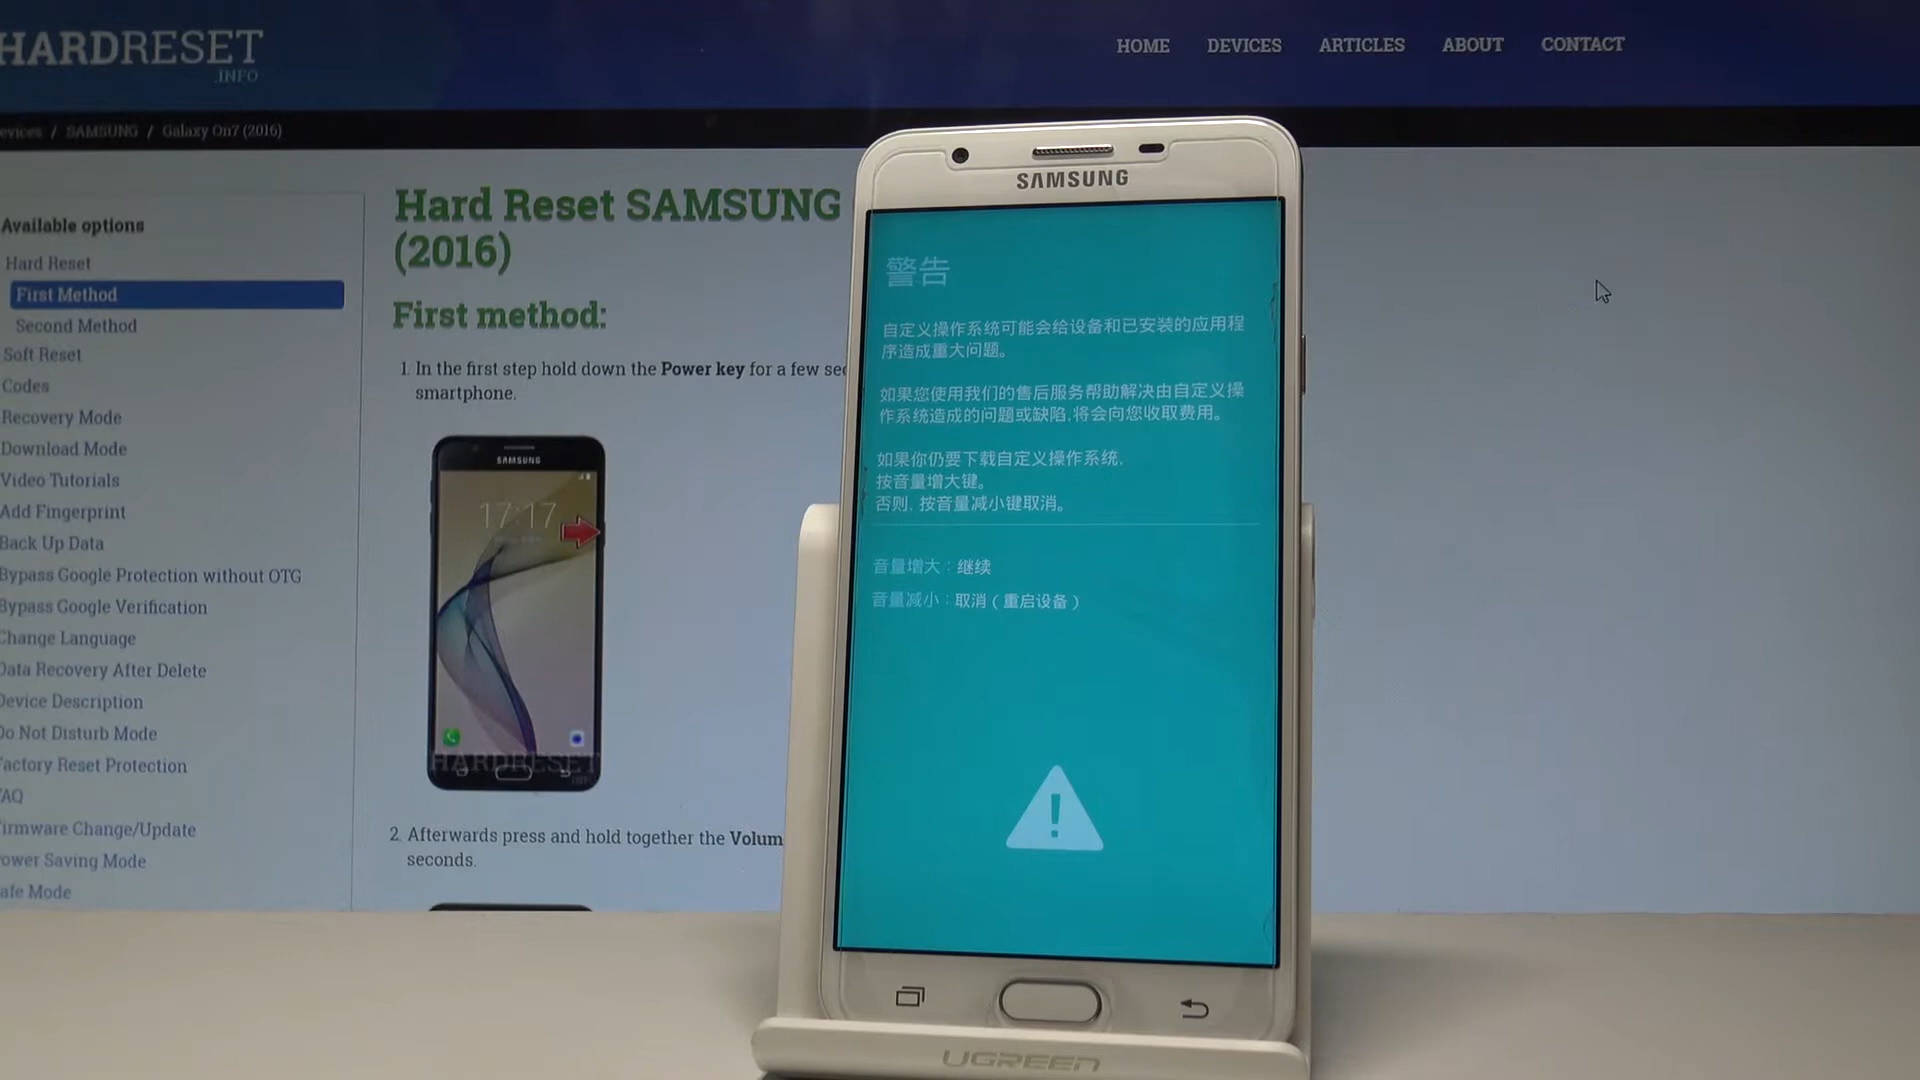 HARDRESET
.INFO
HOME DEVICES ARTICLES ABOUT CONTACT
/ SAMSUNG / Galaxy On7 (2016)
Available options
Hard Reset
First Method
Second Method
Soft Reset
Codes
Recovery Mode
Download Mode
Video Tutorials
Add Fingerprint
Back Up Data
Bypass Google Protection without OTG
Bypass Google Verification
Change Language
Data Recovery After Delete
Device Description
Do Not Disturb Mode
Factory Reset Protection
FAQ
Firmware Change/Update
ower Saving Mode
afe Mode
Hard Reset SAMSUNG
(2016)
First method:
1. In the first step hold down the Power key for a few sec
smartphone.
SAMSUNG
17:17
HARDRESET
2. Afterwards press and hold together the Volum
seconds.
SAMSUNG
警告
自定义操作系统可能会给设备和已安装的应用程
序造成重大问题。
如果您使用我们的售后服务帮助解决由自定义操
作系统造成的问题或缺陷,将会向您收取费用。
如果你仍要下载自定义操作系统,
按音量增大键。
否则, 按音量减小键取消。
音量增大：继续
音量减小：取消（重启设备）
UGREEN